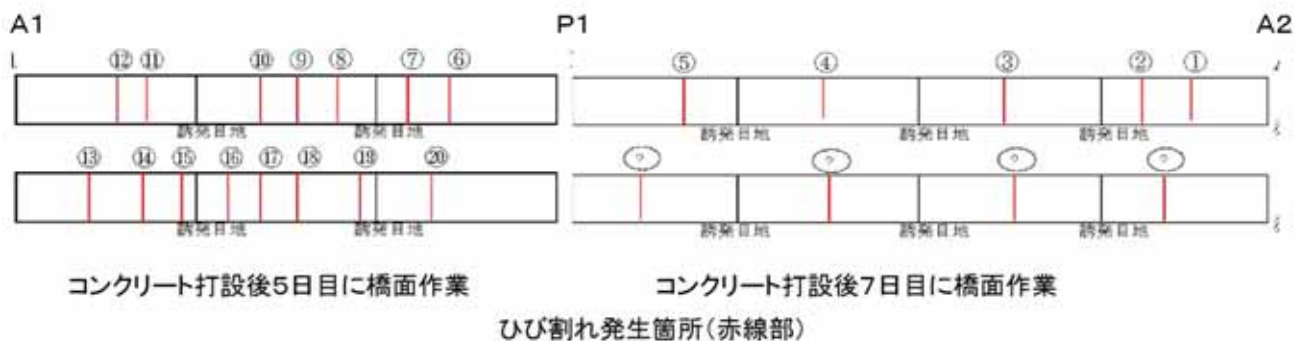 A1
P1
A2
⑫ ⑪ ⑩ ⑨ ⑧ ⑦ ⑥
⑤ ④ ③ ② ①
誘発目地 誘発目地
誘発目地 誘発目地 誘発目地
⑬ ⑭ ⑮ ⑯ ⑰ ⑱ ⑲ ⑳
? ? ? ?
誘発目地 誘発目地
誘発目地 誘発目地 誘発目地
コンクリート打設後5日目に橋面作業
コンクリート打設後7日目に橋面作業
ひび割れ発生箇所(赤線部)